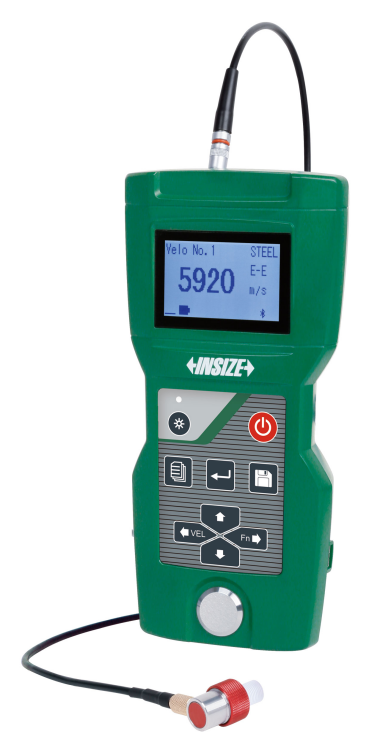 Velo No.1 STEEL
5920 E-E
m/s
INSIZE
VEL Fn